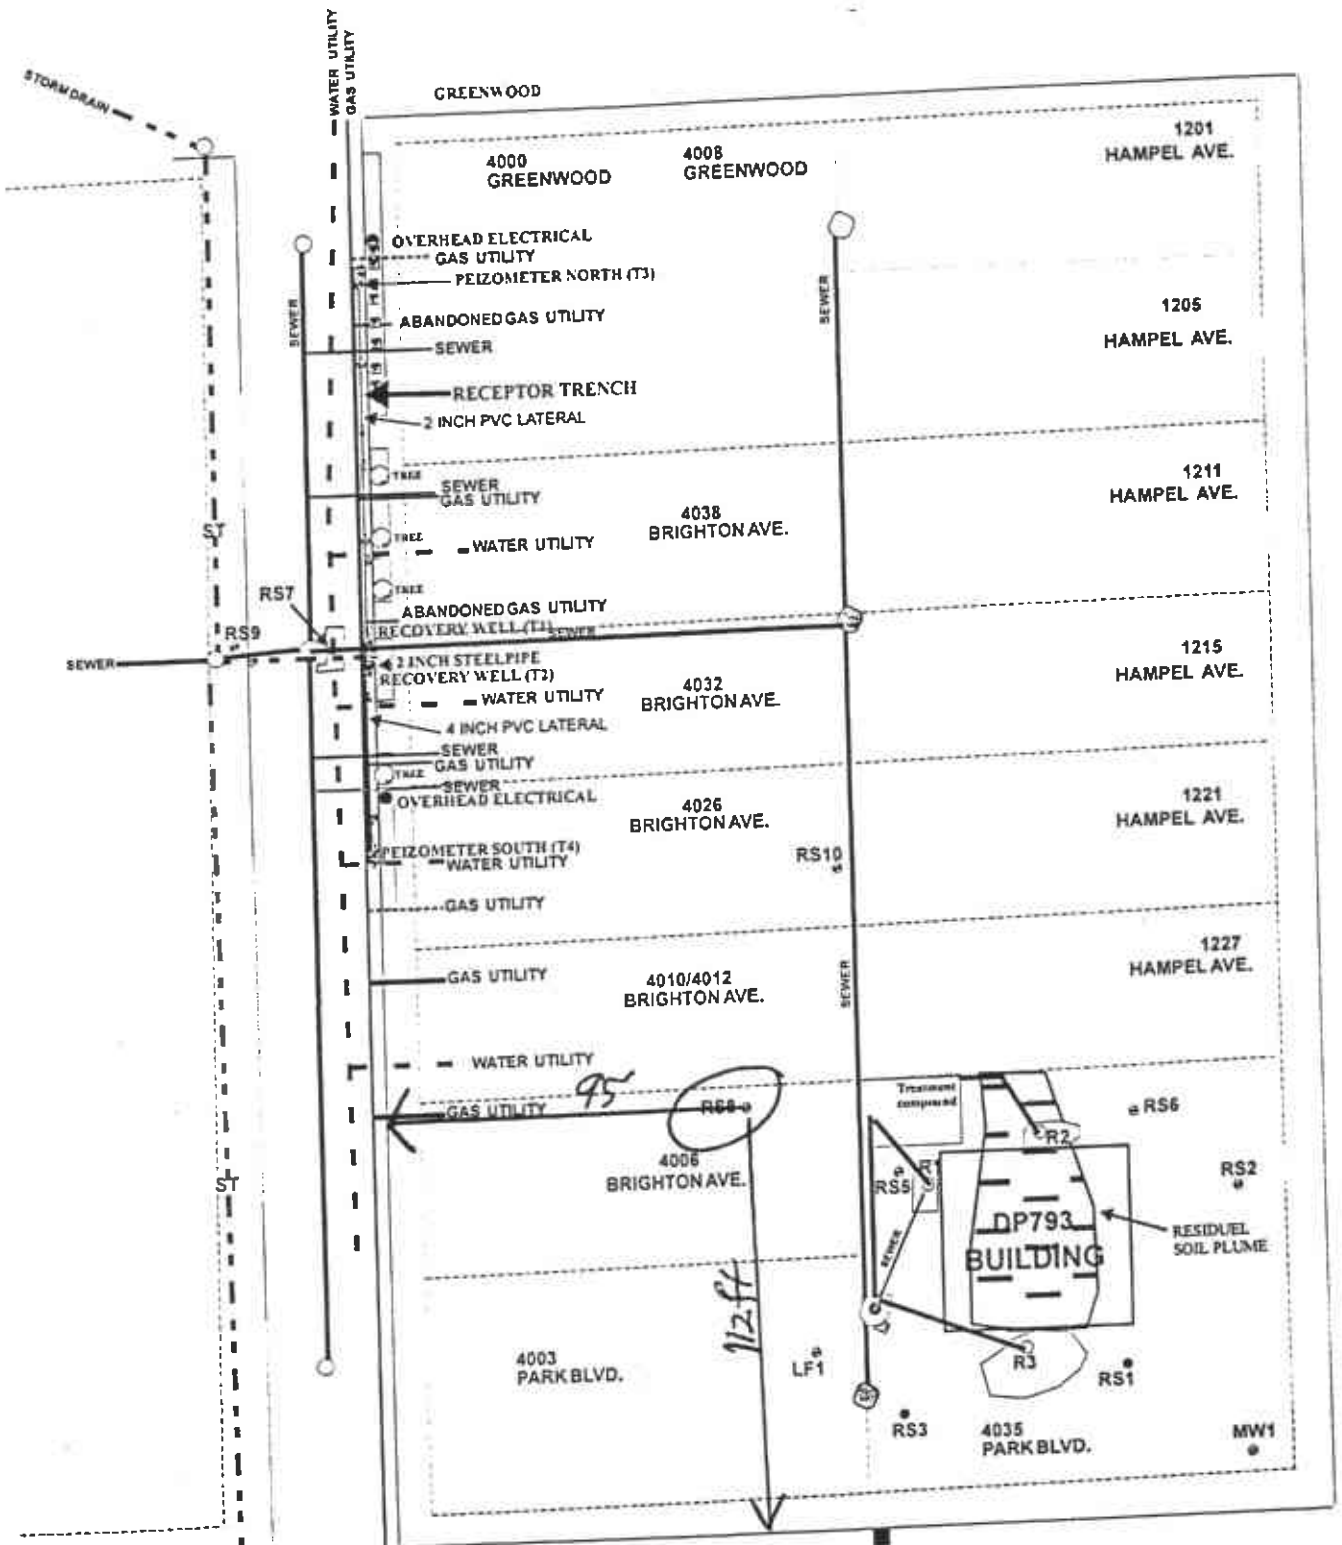 WATER UTILITY
GAS UTILITY
STORM DRAIN
GREENWOOD
4000
GREENWOOD
4008
GREENWOOD
1201
HAMPEL AVE.
OVERHEAD ELECTRICAL
GAS UTILITY
PEIZOMETER NORTH (T3)
SEWER
SEWER
ABANDONED GAS UTILITY
SEWER
1205
HAMPEL AVE.
RECEPTOR TRENCH
2 INCH PVC LATERAL
TREE
SEWER
GAS UTILITY
1211
HAMPEL AVE.
4038
BRIGHTON AVE.
ST
TREE
WATER UTILITY
TREE
RS7
ABANDONED GAS UTILITY
RECOVERY WELL (T1)
SEWER
RS9
SEWER
2 INCH STEEL PIPE
RECOVERY WELL (T2)
1215
HAMPEL AVE.
4032
BRIGHTON AVE.
WATER UTILITY
4 INCH PVC LATERAL
SEWER
GAS UTILITY
TREE
SEWER
OVERHEAD ELECTRICAL
4026
BRIGHTON AVE.
1221
HAMPEL AVE.
PEIZOMETER SOUTH (T4)
WATER UTILITY
RS10
GAS UTILITY
1227
HAMPEL AVE.
GAS UTILITY
4010/4012
BRIGHTON AVE.
SEWER
WATER UTILITY
95
Treatment
compound
GAS UTILITY
RS8
RS6
R2
4006
BRIGHTON AVE.
RS5
R1
RS2
ST
DP793
BUILDING
RESIDUEL
SOIL PLUME
SEWER
112ft
4003
PARK BLVD.
LF1
R3
RS1
RS3
4035
PARK BLVD.
MW1